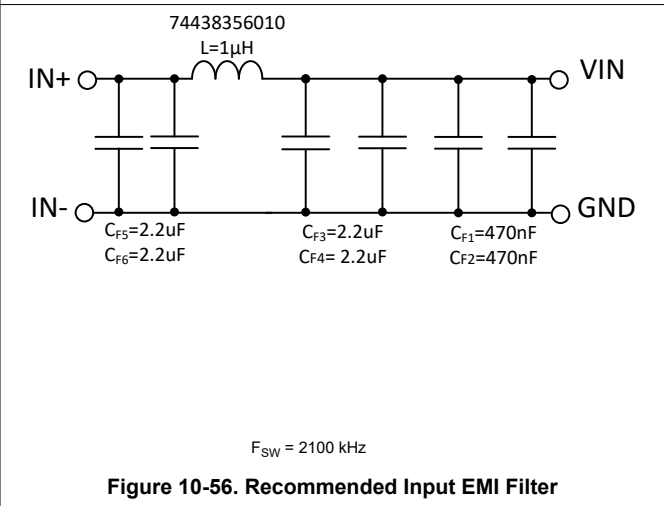 74438356010
L=1µH
IN+
VIN
IN-
GND
CF5=2.2uF
CF6=2.2uF
CF3=2.2uF
CF4= 2.2uF
CF1=470nF
CF2=470nF
FSW = 2100 kHz
Figure 10-56. Recommended Input EMI Filter